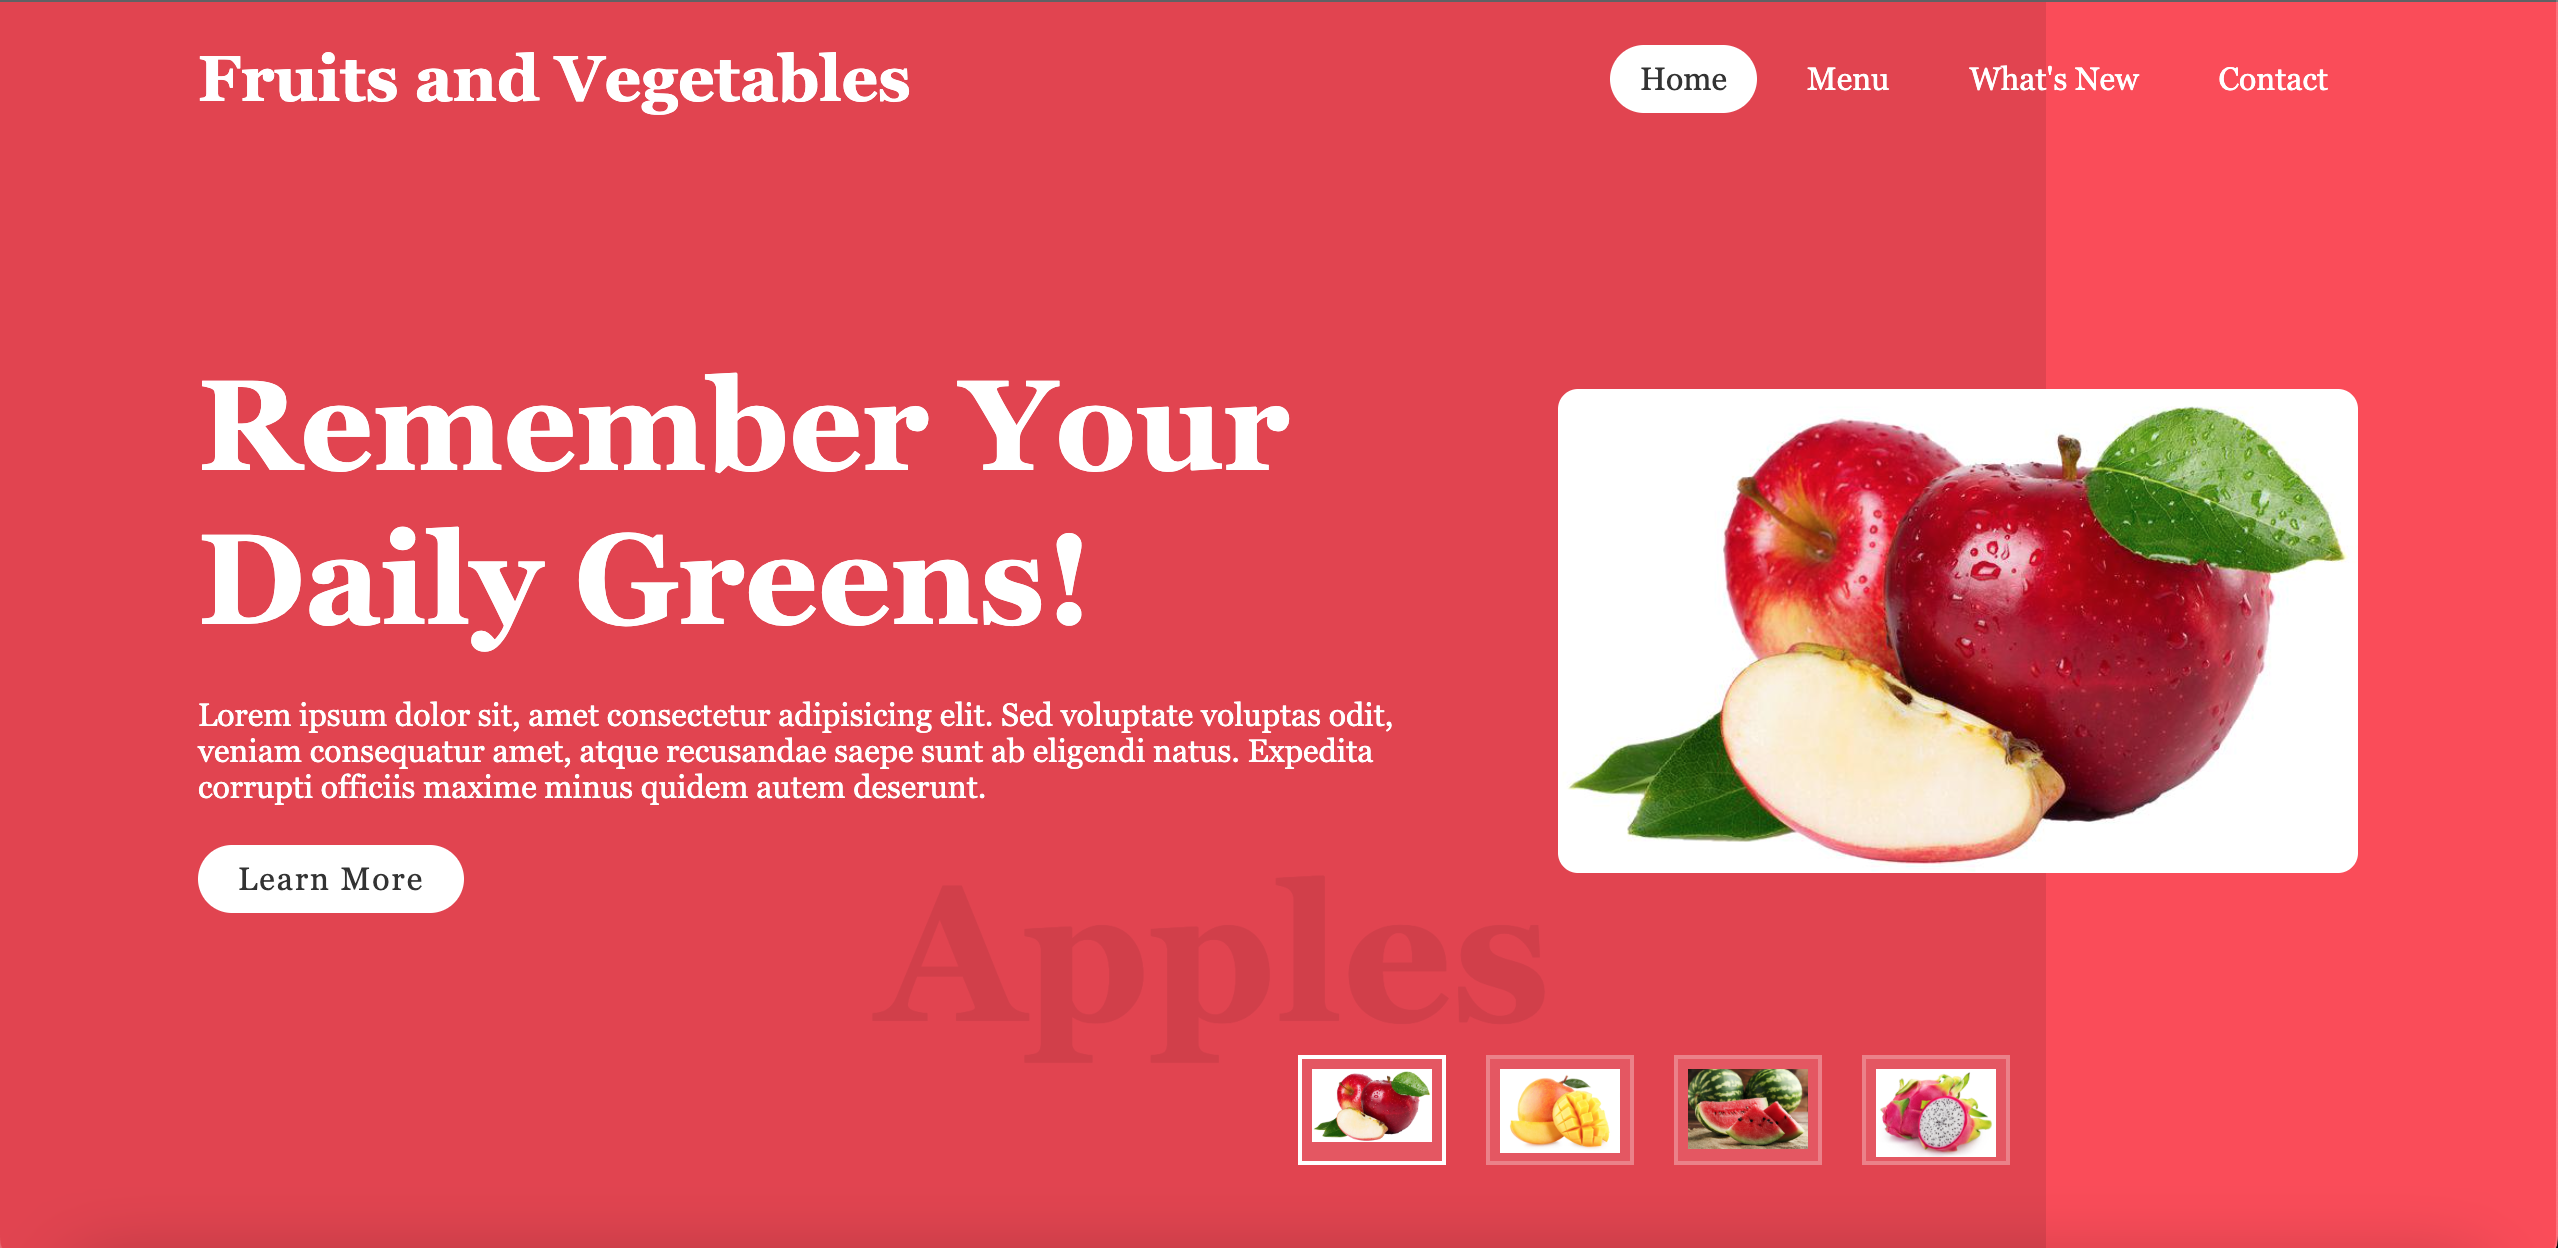 Fruits and Vegetables
Home
Menu
What's New
Contact
Remember Your
Daily Greens!
Lorem ipsum dolor sit, amet consectetur adipisicing elit. Sed voluptate voluptas odit,
veniam consequatur amet, atque recusandae saepe sunt ab eligendi natus. Expedita
corrupti officiis maxime minus quidem autem deserunt.
Learn More
Apples